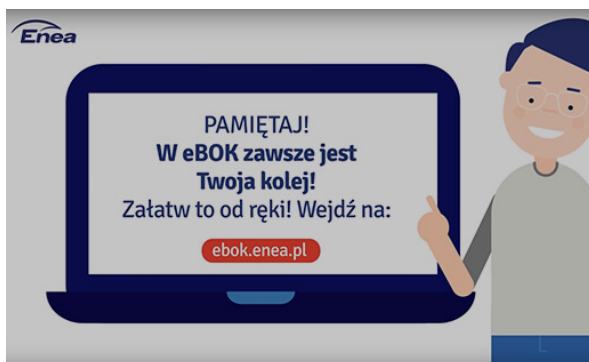 Enea
PAMIĘTAJ!
W eBOK zawsze jest
Twoja kolej!
Załatw to od ręki! Wejdź na:
ebok.enea.pl